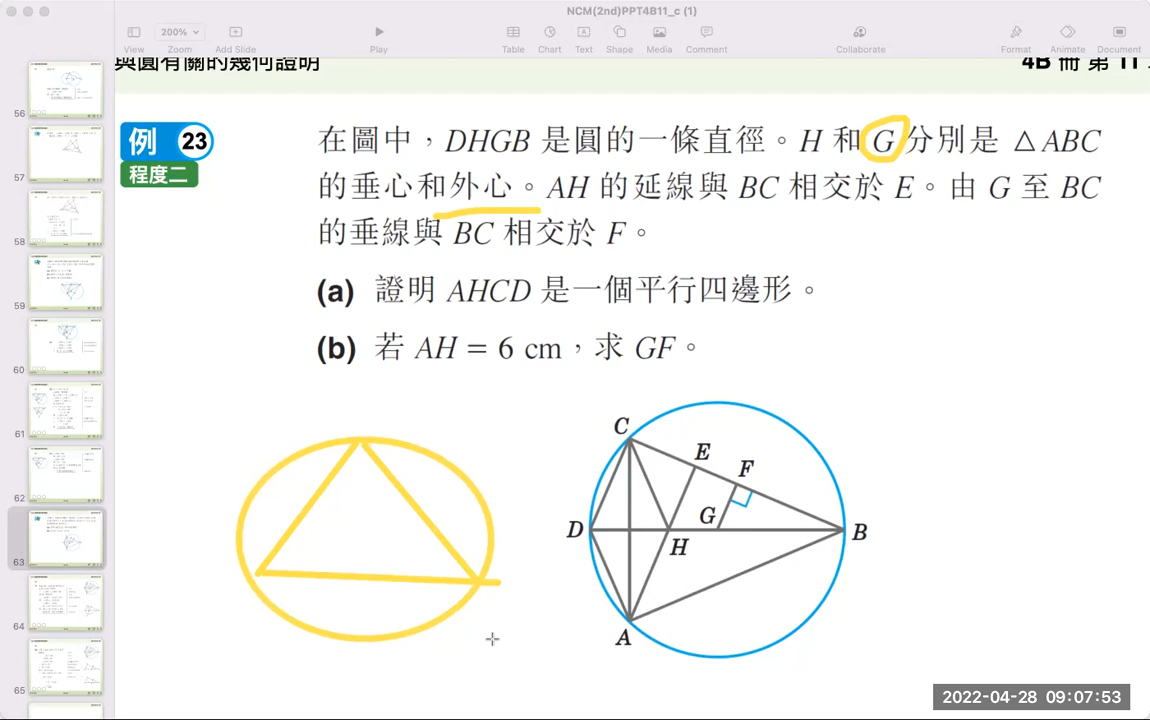 NCM(2nd)PPT4B11_c (1)
200%
View
Zoom
Add Slide
Play
Table
Chart
Text
Shape
Media
Comment
Collaborate
Format
Animate
Document
與圓有關的幾何證明
4B 冊 第 11
例 23
程度二
在圖中，DHGB 是圓的一條直徑。H 和 G 分別是 △ABC
的垂心和外心。AH 的延線與 BC 相交於 E。由 G 至 BC
的垂線與 BC 相交於 F。
(a) 證明 AHCD 是一個平行四邊形。
(b) 若 AH = 6 cm，求 GF。
C
E
F
G
D
B
H
A
56
57
58
59
60
61
62
63
64
65
2022-04-28 09:07:53